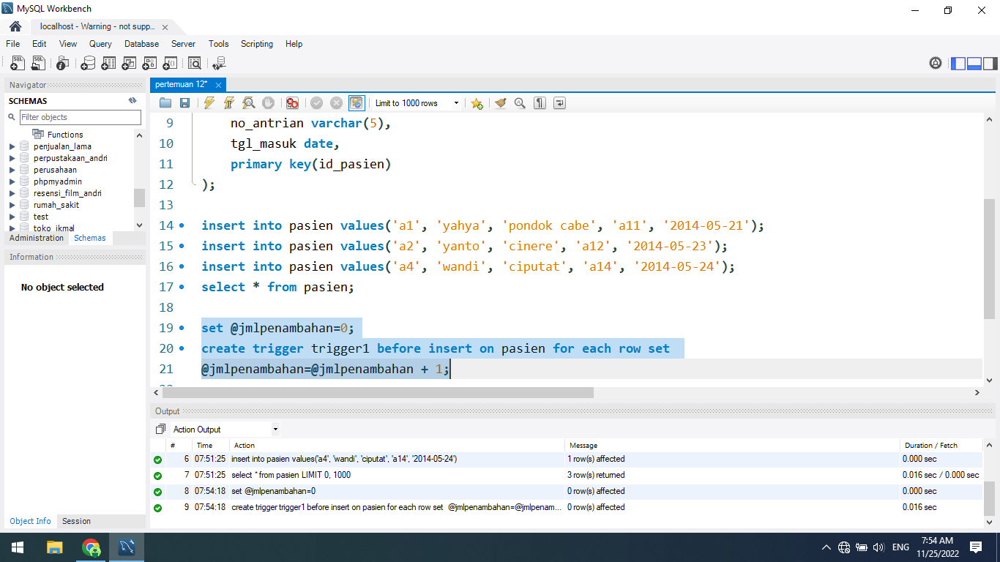 MySQL Workbench
localhost - Warning - not supp...
File Edit View Query Database Server Tools Scripting Help
Navigator
SCHEMAS
Filter objects
Functions
penjualan_lama
perpustakaan_andri
perusahaan
phpmyadmin
resensi_film_andri
rumah_sakit
test
toko_ikmal
Administration Schemas
Information
No object selected
Object Info Session
pertemuan 12*
Limit to 1000 rows
9 no_antrian varchar(5),
10 tgl_masuk date,
11 primary key(id_pasien)
12 );
13
14 insert into pasien values('a1', 'yahya', 'pondok cabe', 'a11', '2014-05-21');
15 insert into pasien values('a2', 'yanto', 'cinere', 'a12', '2014-05-23');
16 insert into pasien values('a4', 'wandi', 'ciputat', 'a14', '2014-05-24');
17 select * from pasien;
18
19 set @jmlpenambahan=0;
20 create trigger trigger1 before insert on pasien for each row set
21 @jmlpenambahan=@jmlpenambahan + 1;
Output
Action Output
# Time Action Message Duration / Fetch
6 07:51:25 insert into pasien values('a4', 'wandi', 'ciputat', 'a14', '2014-05-24') 1 row(s) affected 0.000 sec
7 07:51:25 select * from pasien LIMIT 0, 1000 3 row(s) returned 0.016 sec / 0.000 sec
8 07:54:18 set @jmlpenambahan=0 0 row(s) affected 0.000 sec
9 07:54:18 create trigger trigger1 before insert on pasien for each row set @jmlpenambahan=@jmlpenam... 0 row(s) affected 0.016 sec
ENG
7:54 AM
11/25/2022